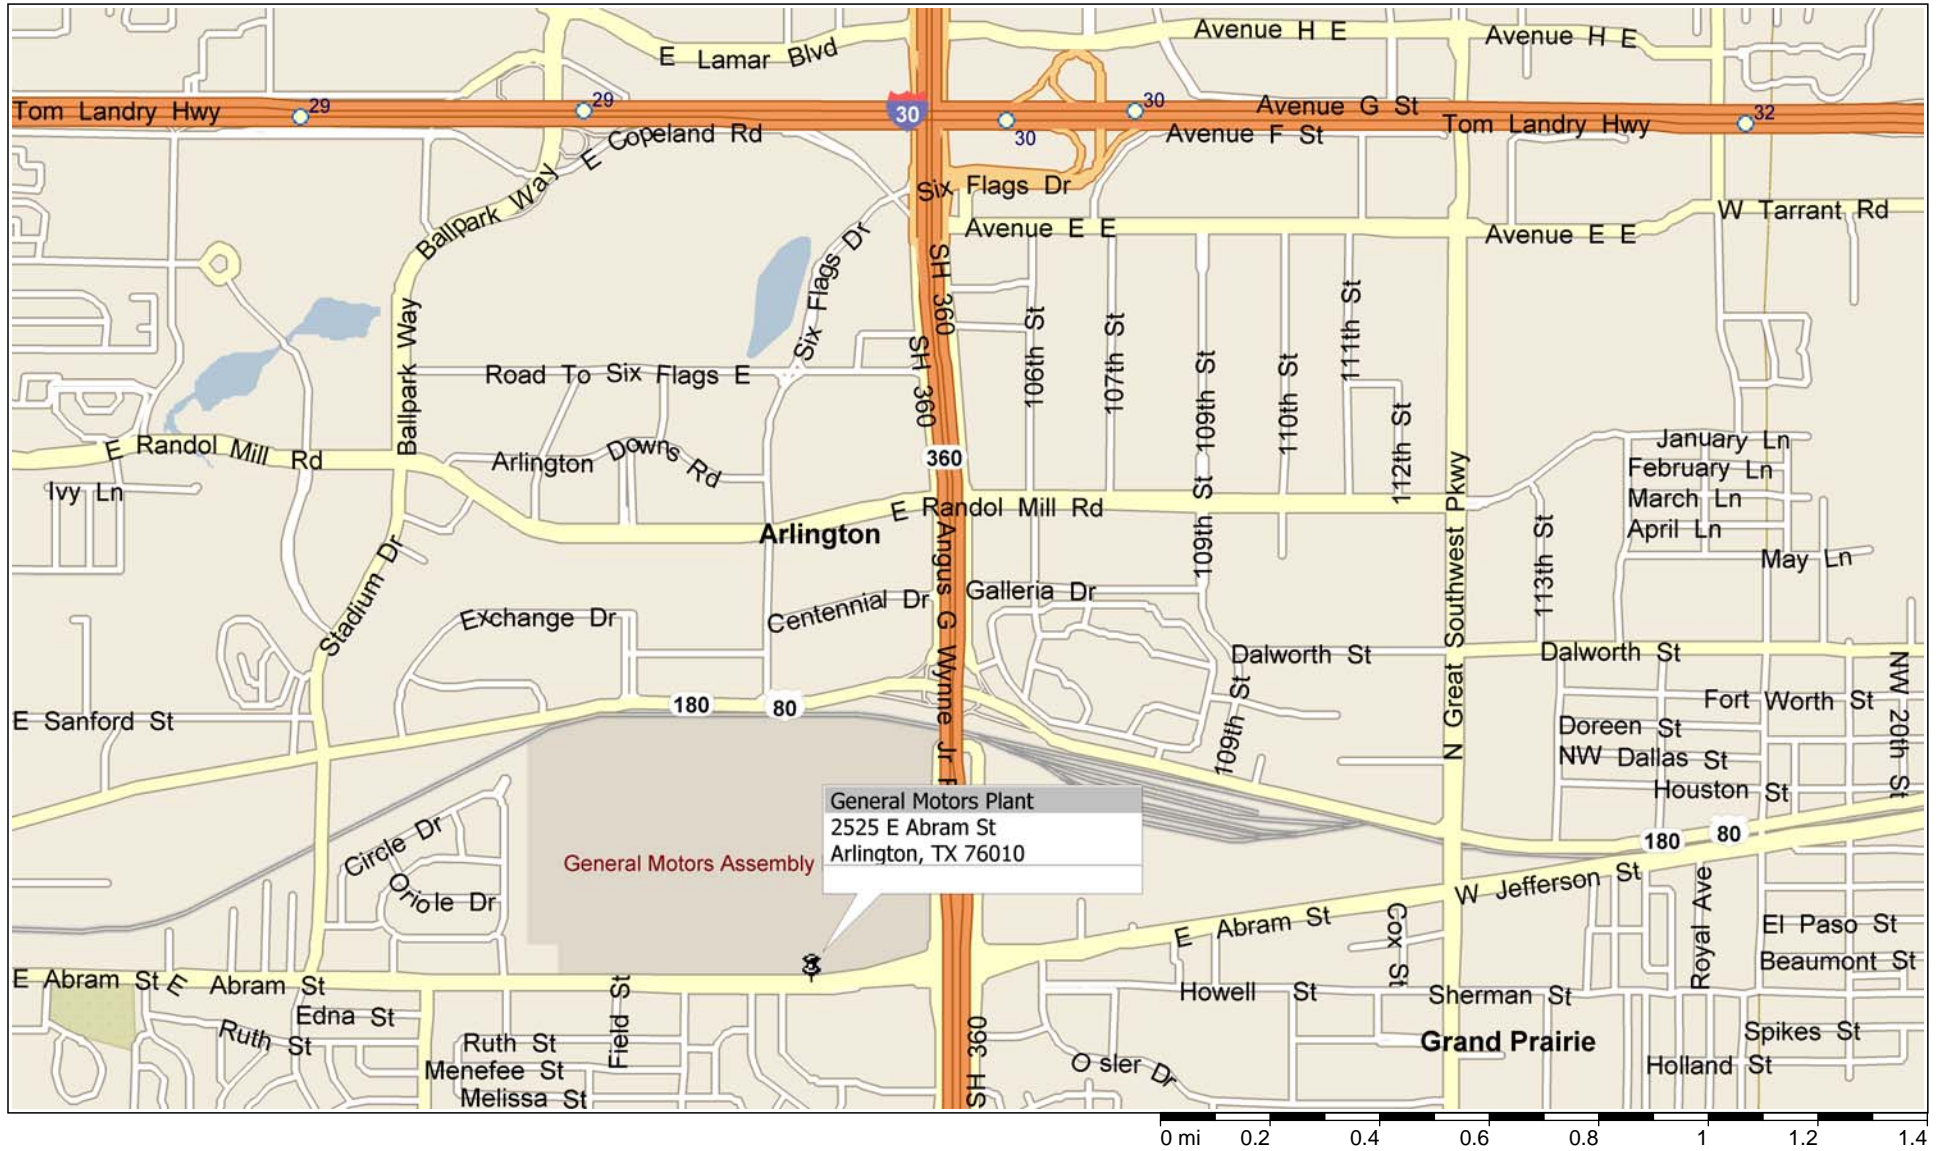 Avenue H E
Avenue H E
E Lamar Blvd
Tom Landry Hwy
29
29
30
30
30
Avenue G St
Tom Landry Hwy
32
E Copeland Rd
Avenue F St
Six Flags Dr
Ballpark Way
W Tarrant Rd
Avenue E E
Avenue E E
Six Flags Dr
SH 360
SH 360
Ballpark Way
106th St
107th St
109th St
110th St
111th St
112th St
Road To Six Flags E
E Randol Mill Rd
Arlington Downs Rd
360
January Ln
February Ln
March Ln
April Ln
May Ln
Ivy Ln
E Randol Mill Rd
Arlington
109th St
N Great Southwest Pkwy
113th St
Stadium Dr
Angus G Wynne Jr F
Exchange Dr
Centennial Dr
Galleria Dr
Dalworth St
Dalworth St
NW 20th St
109th St
180
80
Fort Worth St
E Sanford St
Doreen St
NW Dallas St
Houston St
General Motors Plant
2525 E Abram St
Arlington, TX 76010
General Motors Assembly
Circle Dr
Oriole Dr
180
80
W Jefferson St
Royal Ave
Cox St
E Abram St
El Paso St
Beaumont St
E Abram St
E Abram St
Field St
Howell St
Sherman St
Edna St
Ruth St
Ruth St
Menefee St
Melissa St
SH 360
Osler Dr
Grand Prairie
Spikes St
Holland St
0 mi 0.2 0.4 0.6 0.8 1 1.2 1.4